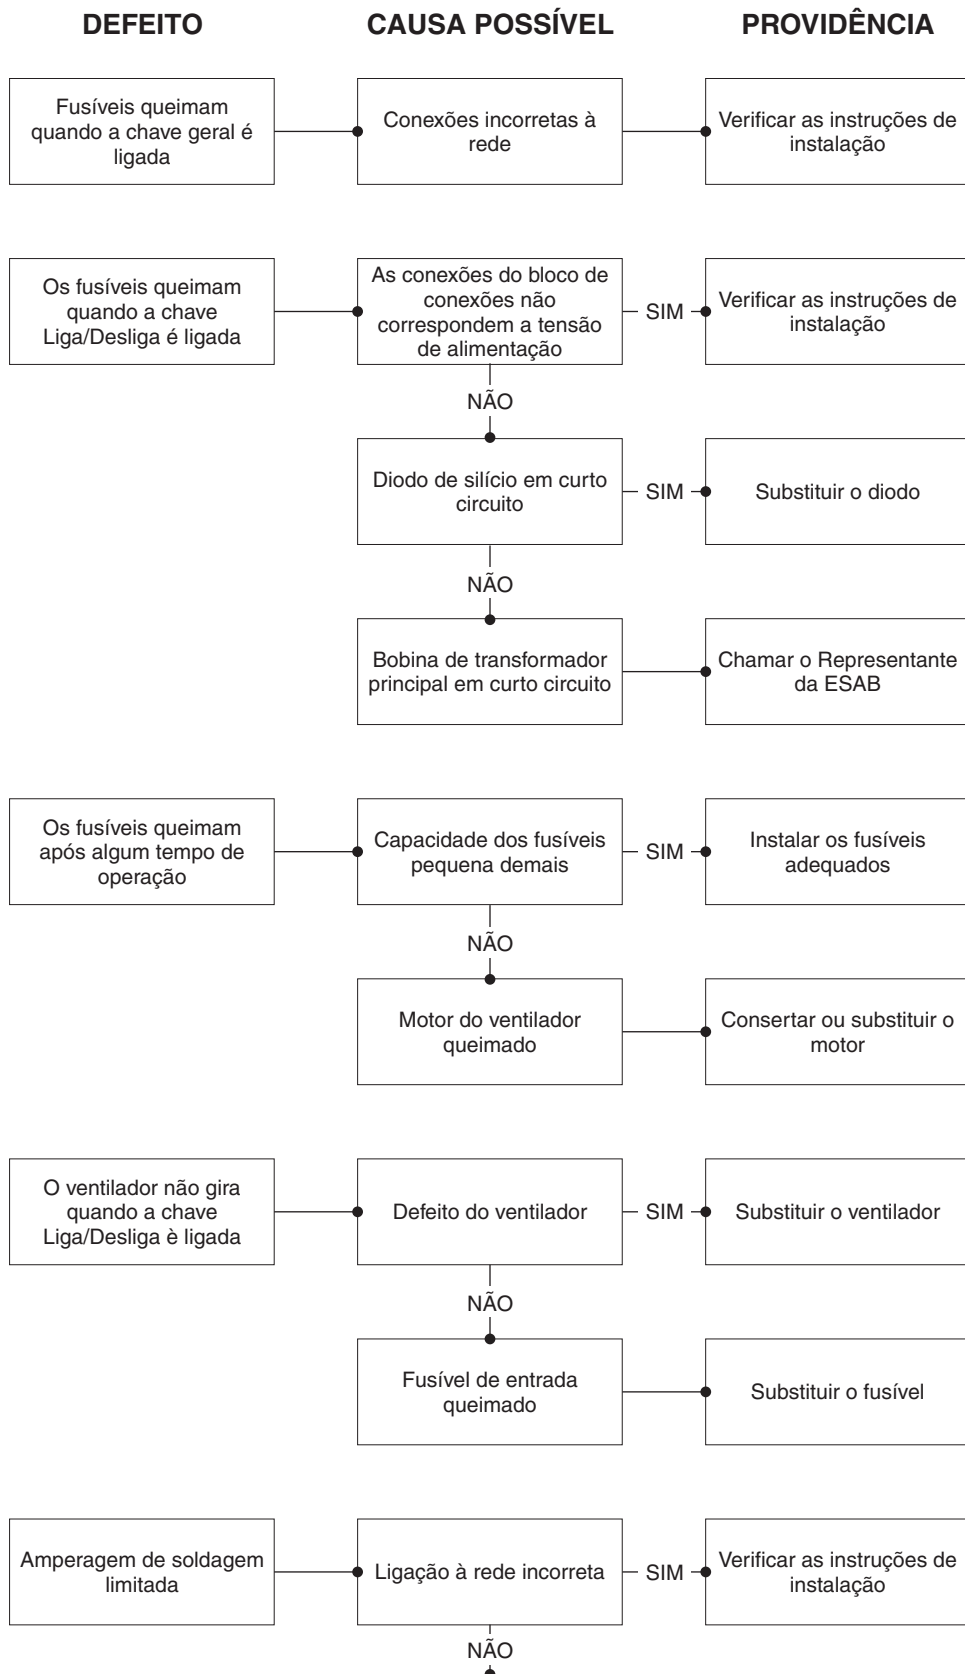 DEFEITO
CAUSA POSSÍVEL
PROVIDÊNCIA
Fusíveis queimam
quando a chave geral é
ligada
Conexões incorretas à
rede
Verificar as instruções de
instalação
Os fusíveis queimam
quando a chave
Liga/Desliga é ligada
As conexões do bloco de
conexões não
correspondem a tensão
de alimentação
SIM
Verificar as instruções de
instalação
NÃO
Diodo de silício em curto
circuito
SIM
Substituir o diodo
NÃO
Bobina de transformador
principal em curto circuito
Chamar o Representante
da ESAB
Os fusíveis queimam
após algum tempo de
operação
Capacidade dos fusíveis
pequena demais
SIM
Instalar os fusíveis
adequados
NÃO
Motor do ventilador
queimado
Consertar ou substituir o
motor
O ventilador não gira
quando a chave
Liga/Desliga è ligada
Defeito do ventilador
SIM
Substituir o ventilador
NÃO
Fusível de entrada
queimado
Substituir o fusível
Amperagem de soldagem
limitada
Ligação à rede incorreta
SIM
Verificar as instruções de
instalação
NÃO